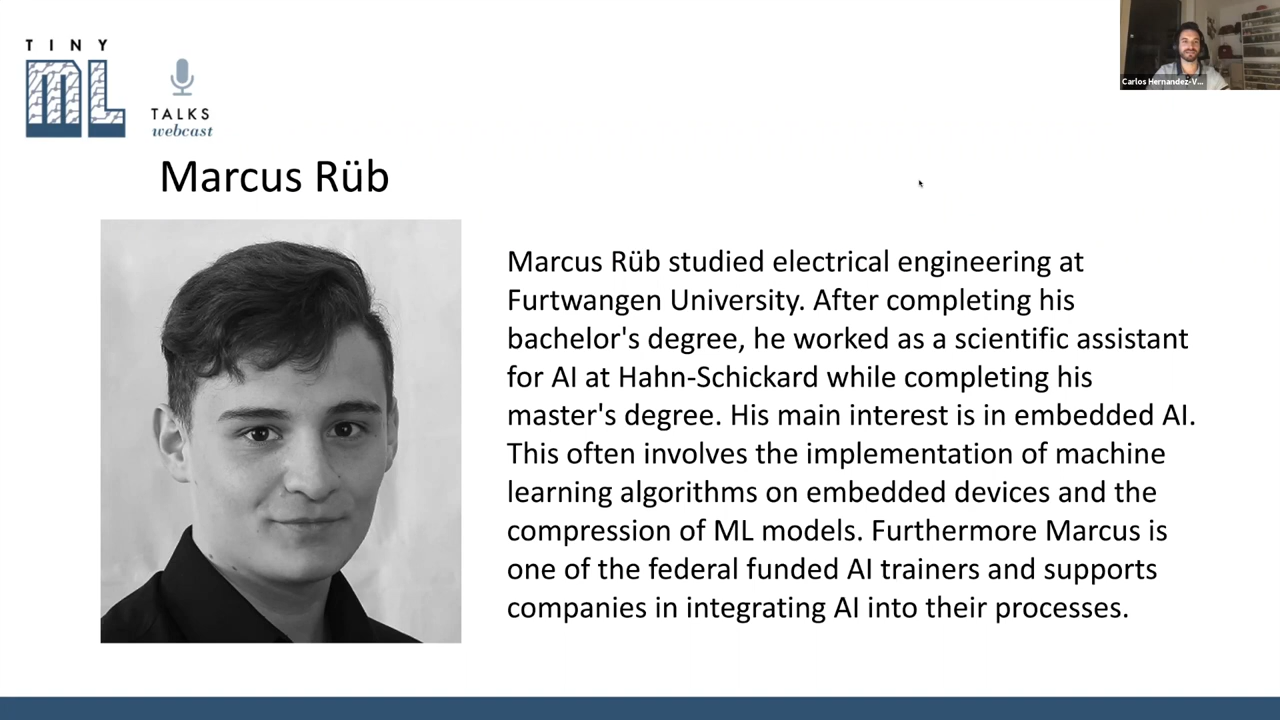 TINY
ML
TALKS
webcast
Carlos Hernandez-V...
Marcus Rüb
Marcus Rüb studied electrical engineering at
Furtwangen University. After completing his
bachelor's degree, he worked as a scientific assistant
for AI at Hahn-Schickard while completing his
master's degree. His main interest is in embedded AI.
This often involves the implementation of machine
learning algorithms on embedded devices and the
compression of ML models. Furthermore Marcus is
one of the federal funded AI trainers and supports
companies in integrating AI into their processes.